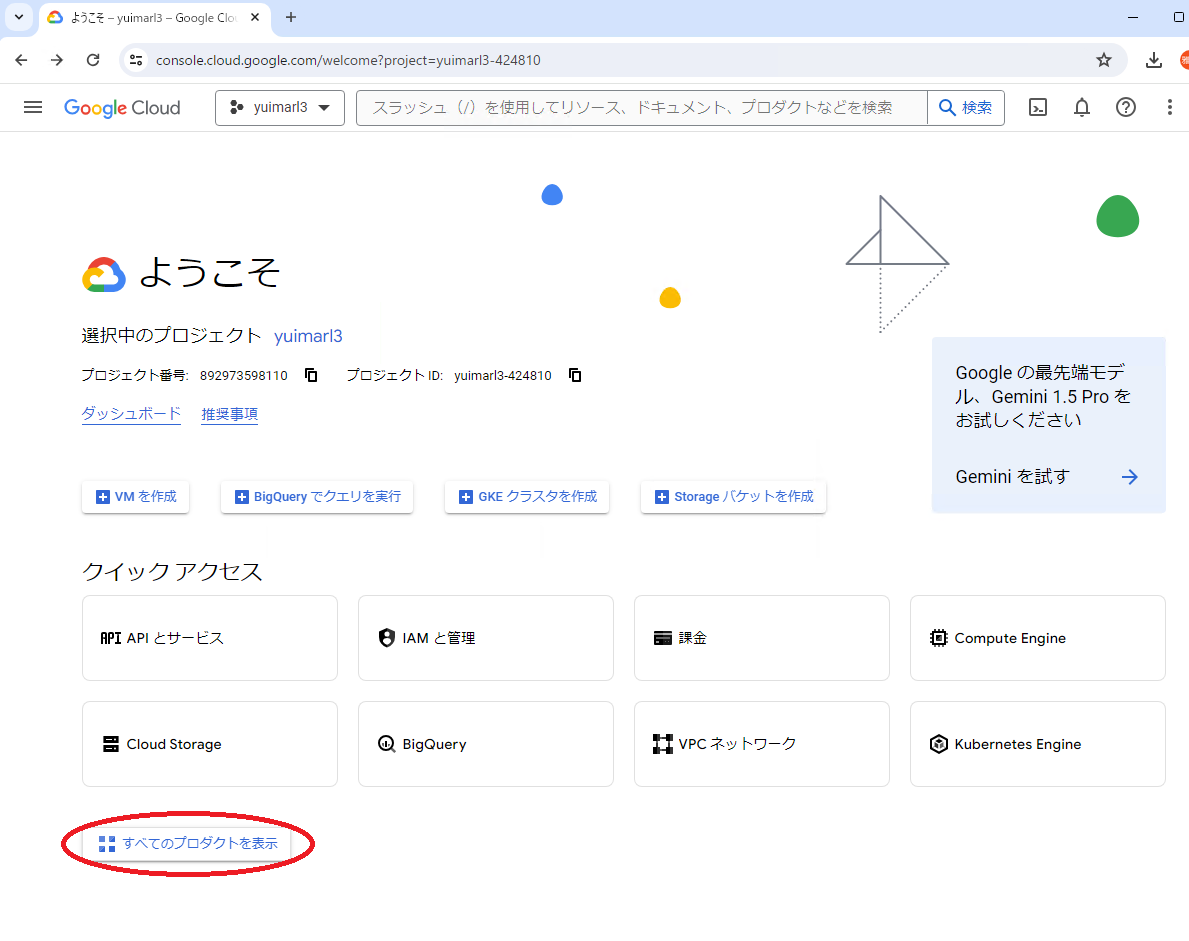 ようこそ – yuimarl3 – Google Clo
console.cloud.google.com/welcome?project=yuimarl3-424810
Google Cloud
yuimarl3
スラッシュ（/）を使用してリソース、ドキュメント、プロダクトなどを検索
検索
ようこそ
選択中のプロジェクト yuimarl3
プロジェクト番号: 892973598110 プロジェクト ID: yuimarl3-424810
ダッシュボード 推奨事項
Google の最先端モデ
ル、Gemini 1.5 Pro を
お試しください
Gemini を試す
VM を作成
BigQuery でクエリを実行
GKE クラスタを作成
Storage バケットを作成
クイック アクセス
API API とサービス
IAM と管理
課金
Compute Engine
Cloud Storage
BigQuery
VPC ネットワーク
Kubernetes Engine
すべてのプロダクトを表示